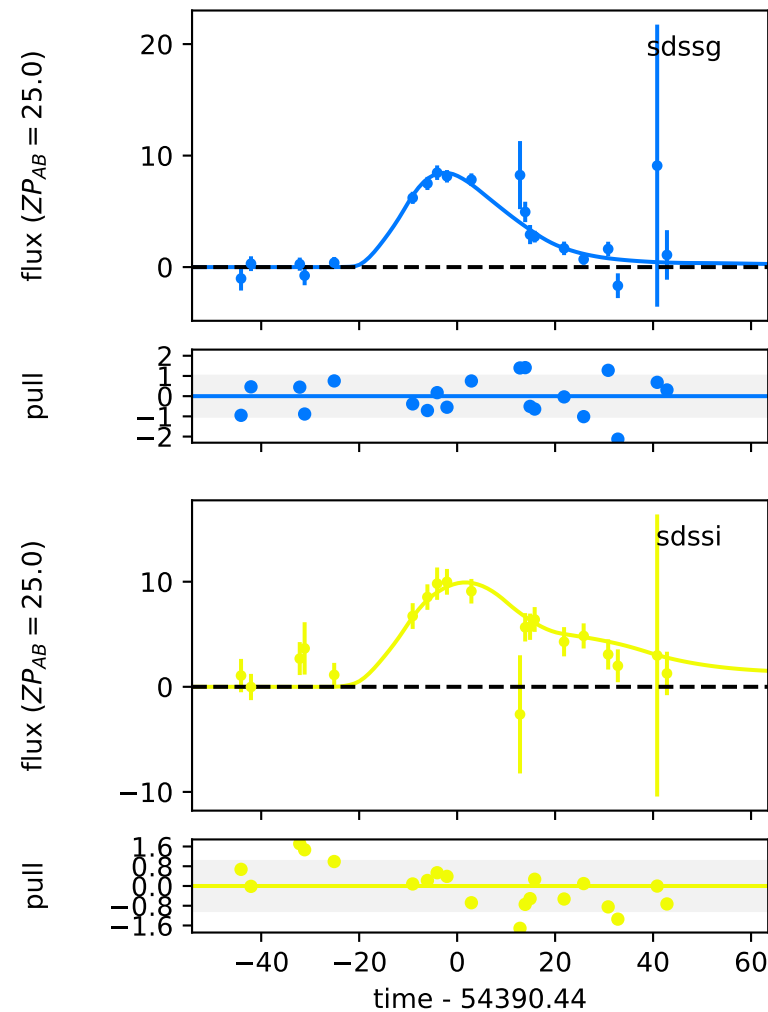 flux (ZP_AB = 25.0)
20
10
0
sdssg
pull
2
1
0
−1
−2
flux (ZP_AB = 25.0)
10
0
−10
sdssi
pull
1.6
0.8
0.0
−0.8
−1.6
−40 −20 0 20 40 60
time - 54390.44